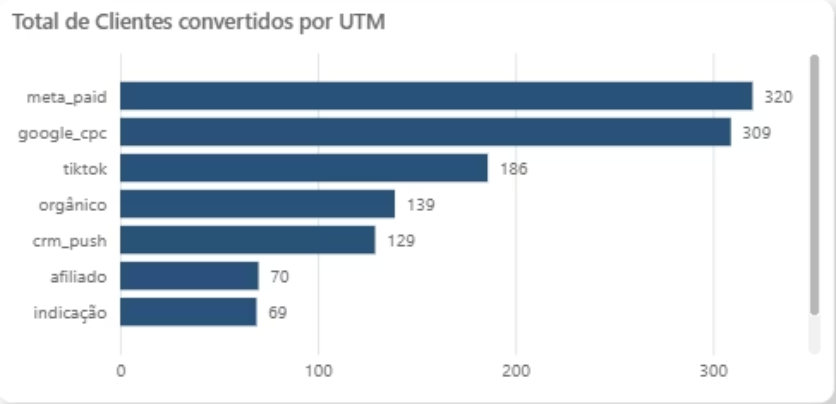 Total de Clientes convertidos por UTM
meta_paid 320
google_cpc 309
tiktok 186
orgânico 139
crm_push 129
afiliado 70
indicação 69
0 100 200 300